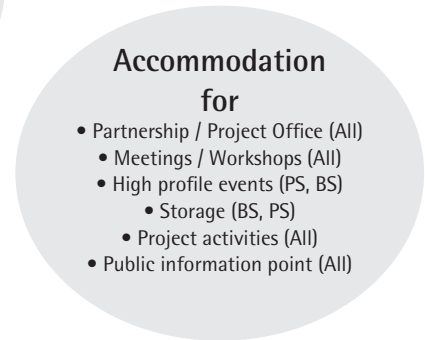 Accommodation
for
• Partnership / Project Office (All)
• Meetings / Workshops (All)
• High profile events (PS, BS)
• Storage (BS, PS)
• Project activities (All)
• Public information point (All)